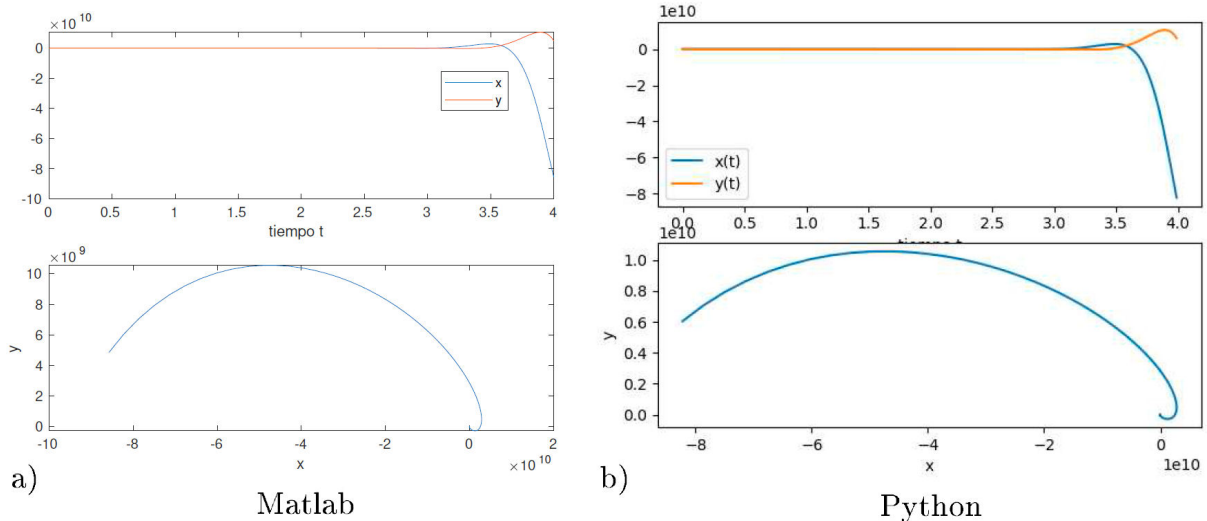 × 10^10
0
-2
-4
-6
-8
-10
x
y
0 0.5 1 1.5 2 2.5 3 3.5 4
tiempo t
× 10^9
10
8
6
4
2
0
y
-10 -8 -6 -4 -2 0 2
x
× 10^10
a)
Matlab
1e10
0
−2
−4
−6
−8
x(t)
y(t)
0.0 0.5 1.0 1.5 2.0 2.5 3.0 3.5 4.0
tiempo t
1e10
1.0
0.8
0.6
0.4
0.2
0.0
y
−8 −6 −4 −2 0
x
1e10
b)
Python